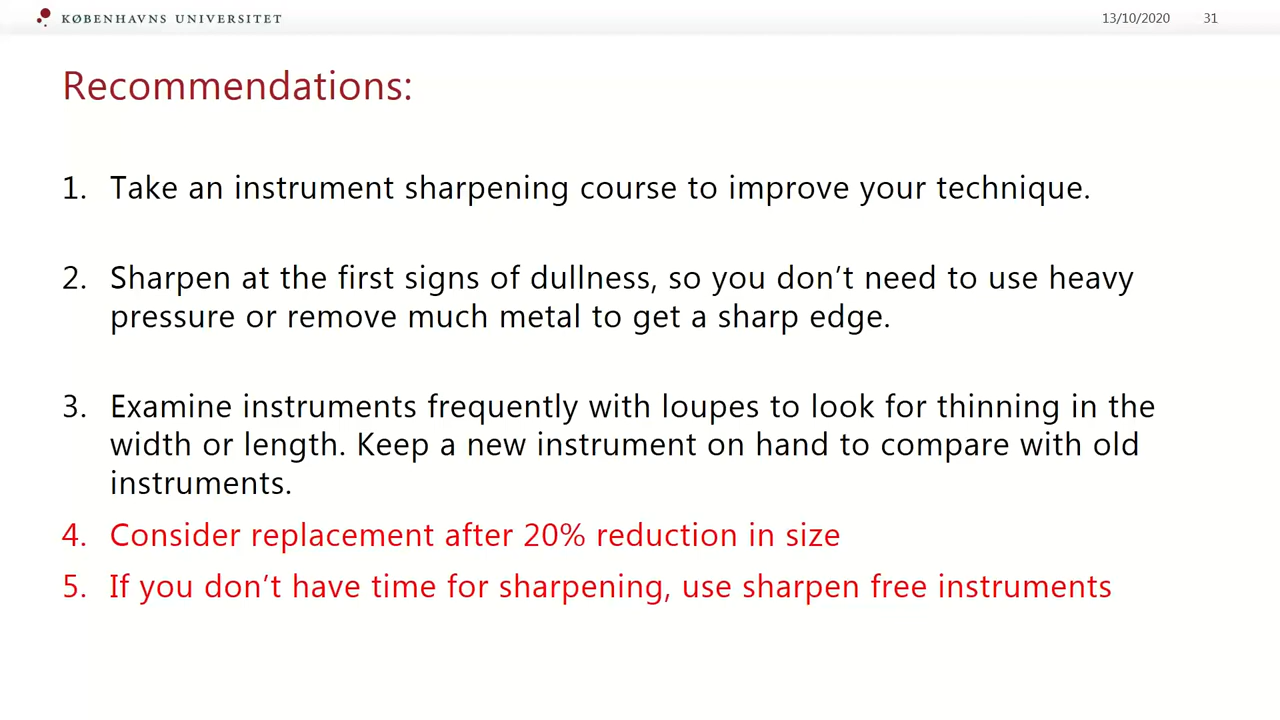 KØBENHAVNS UNIVERSITET
13/10/2020 31
Recommendations:
1. Take an instrument sharpening course to improve your technique.
2. Sharpen at the first signs of dullness, so you don’t need to use heavy
pressure or remove much metal to get a sharp edge.
3. Examine instruments frequently with loupes to look for thinning in the
width or length. Keep a new instrument on hand to compare with old
instruments.
4. Consider replacement after 20% reduction in size
5. If you don’t have time for sharpening, use sharpen free instruments